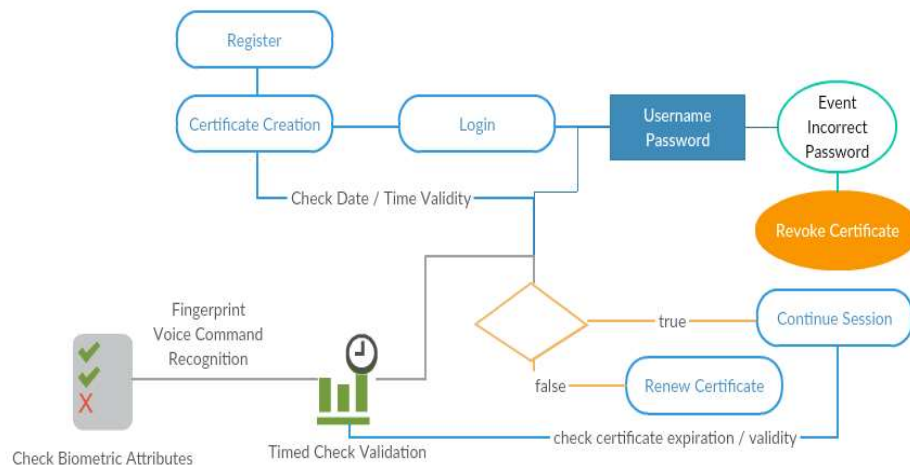 Register
Certificate Creation
Login
Username
Password
Event
Incorrect
Password
Check Date / Time Validity
Revoke Certificate
Fingerprint
Voice Command
Recognition
true
Continue Session
false
Renew Certificate
check certificate expiration / validity
Timed Check Validation
Check Biometric Attributes